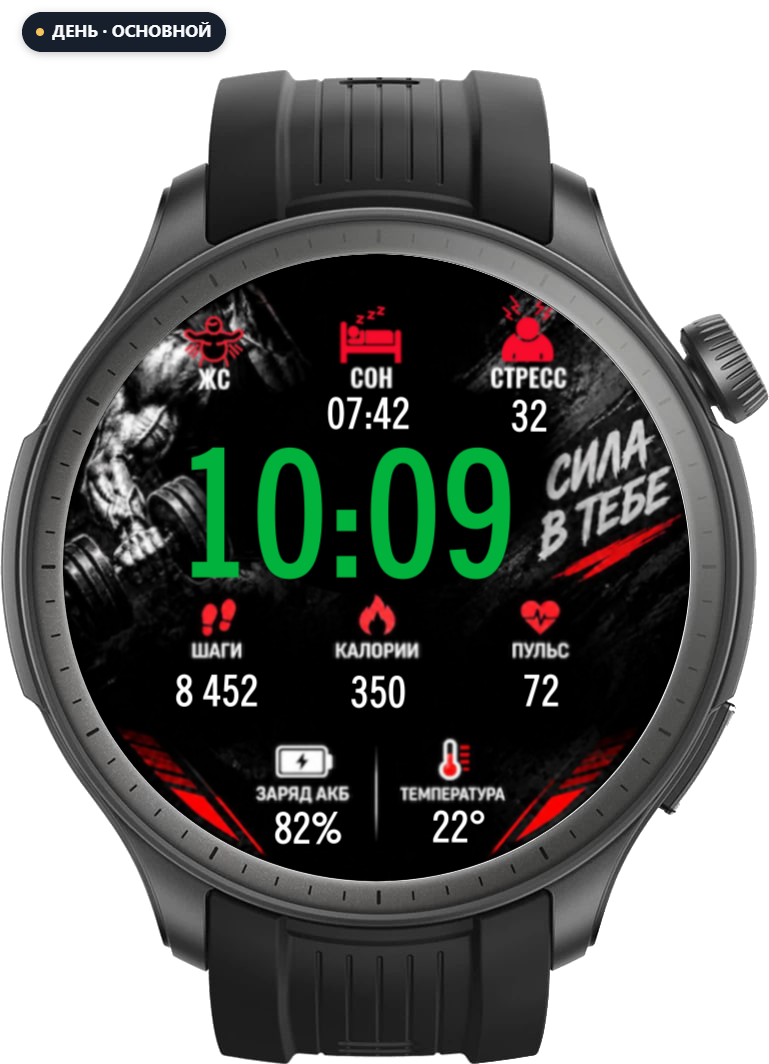 ДЕНЬ · ОСНОВНОЙ
ЖС
СОН
СТРЕСС
07:42
32
10:09
СИЛА
В ТЕБЕ
ШАГИ
КАЛОРИИ
ПУЛЬС
8 452
350
72
ЗАРЯД АКБ
ТЕМПЕРАТУРА
82%
22°